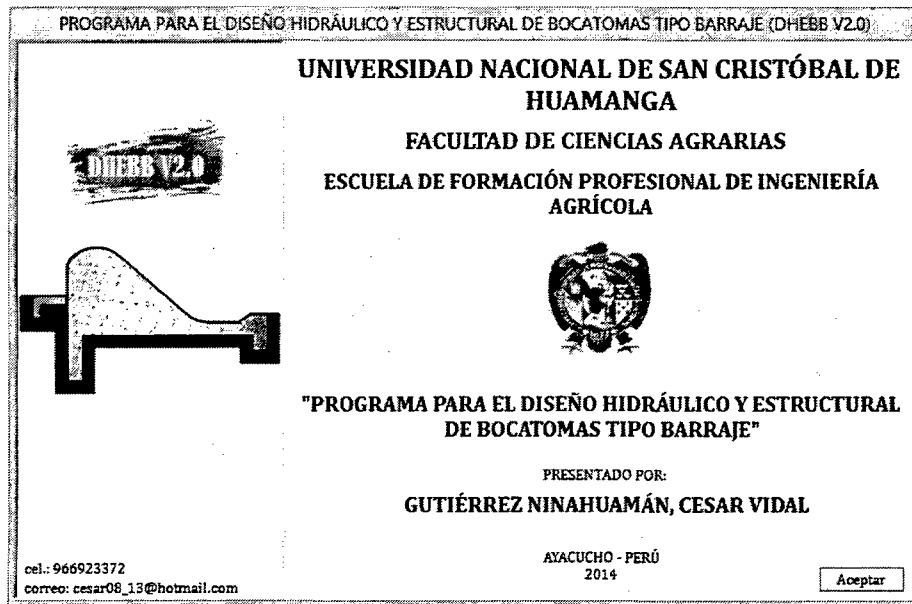 PROGRAMA PARA EL DISEÑO HIDRÁULICO Y ESTRUCTURAL DE BOCATOMAS TIPO BARRAJE (DHEBB V2.0)
DHEBB V2.0
UNIVERSIDAD NACIONAL DE SAN CRISTÓBAL DE
HUAMANGA
FACULTAD DE CIENCIAS AGRARIAS
ESCUELA DE FORMACIÓN PROFESIONAL DE INGENIERÍA
AGRÍCOLA
"PROGRAMA PARA EL DISEÑO HIDRÁULICO Y ESTRUCTURAL
DE BOCATOMAS TIPO BARRAJE"
PRESENTADO POR:
GUTIÉRREZ NINAHUAMÁN, CESAR VIDAL
AYACUCHO - PERÚ
2014
cel.: 966923372
correo: cesar08_13@hotmail.com
Aceptar